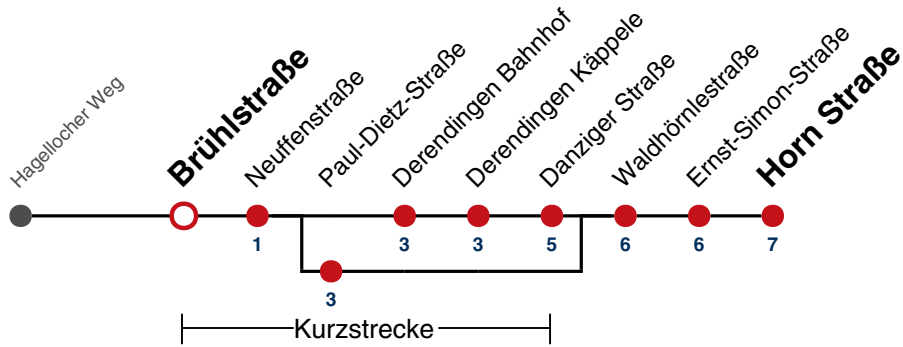 Hagellocher Weg
Brühlstraße
Neuffenstraße
Paul-Dietz-Straße
Derendingen Bahnhof
Derendingen Käppele
Danziger Straße
Waldhörnlestraße
Ernst-Simon-Straße
Horn Straße
1
3
3
5
6
6
7
3
Kurzstrecke